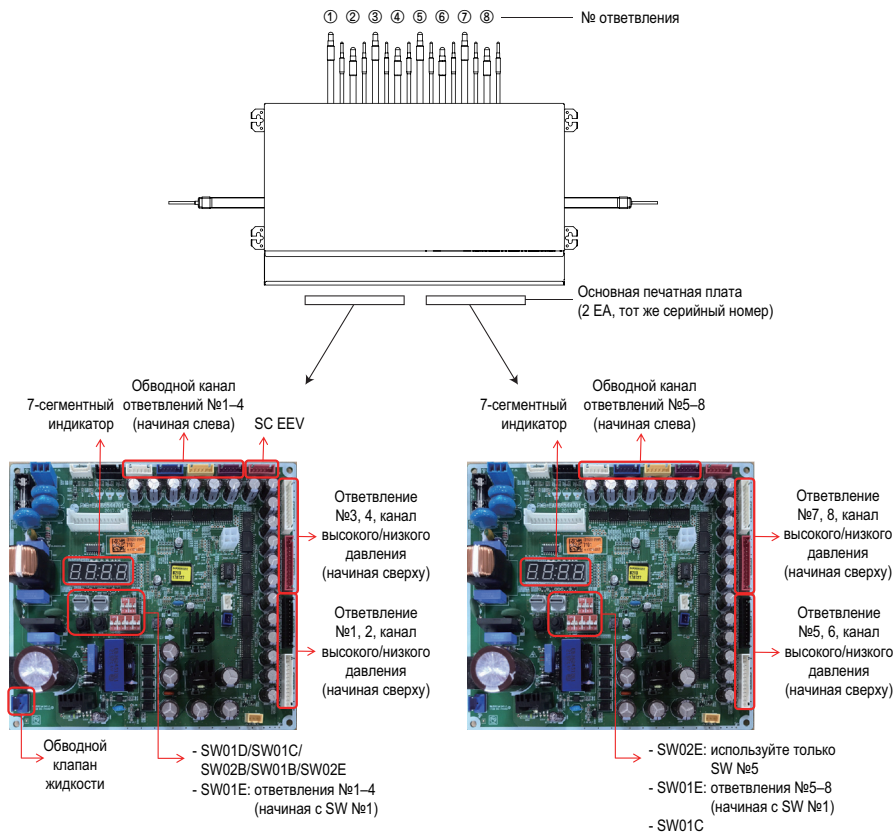 ① ② ③ ④ ⑤ ⑥ ⑦ ⑧
№ ответвления
Основная печатная плата
(2 EA, тот же серийный номер)
7-сегментный
индикатор
Обводной канал
ответвлений №1–4
(начиная слева)
SC EEV
Ответвление
№3, 4, канал
высокого/низкого
давления
(начиная сверху)
Ответвление
№1, 2, канал
высокого/низкого
давления
(начиная сверху)
Обводной
клапан
жидкости
- SW01D/SW01C/
SW02B/SW01B/SW02E
- SW01E: ответвления №1–4
(начиная с SW №1)
7-сегментный
индикатор
Обводной канал
ответвлений №5–8
(начиная слева)
Ответвление
№7, 8, канал
высокого/низкого
давления
(начиная сверху)
Ответвление
№5, 6, канал
высокого/низкого
давления
(начиная сверху)
- SW02E: используйте только
SW №5
- SW01E: ответвления №5–8
(начиная с SW №1)
- SW01C